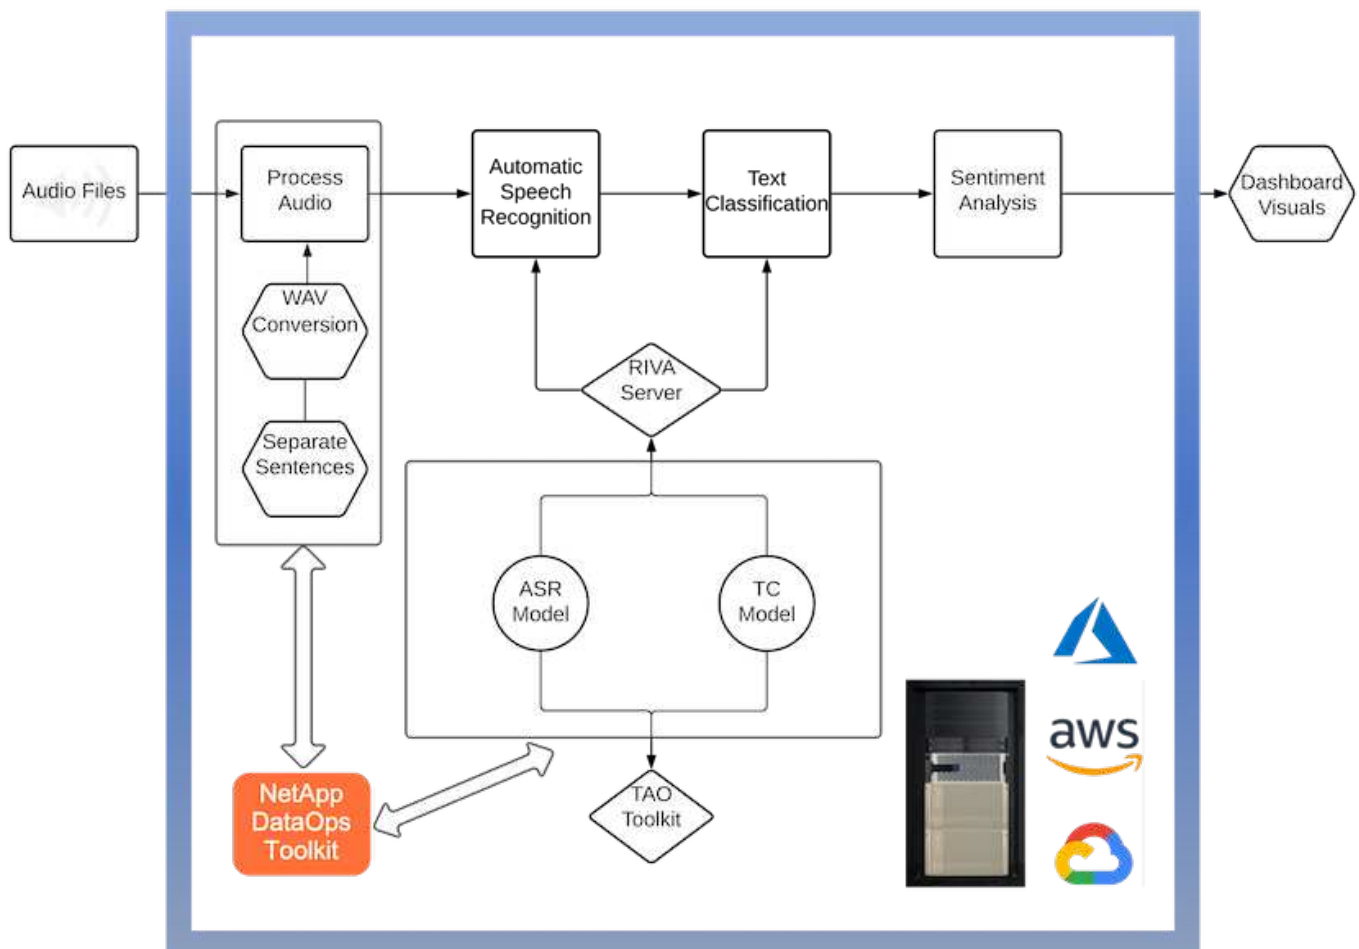 Audio Files
Process
Audio
Automatic
Speech
Recognition
Text
Classification
Sentiment
Analysis
Dashboard
Visuals
WAV
Conversion
Separate
Sentences
RIVA
Server
ASR
Model
TC
Model
NetApp
DataOps
Toolkit
TAO
Toolkit
aws